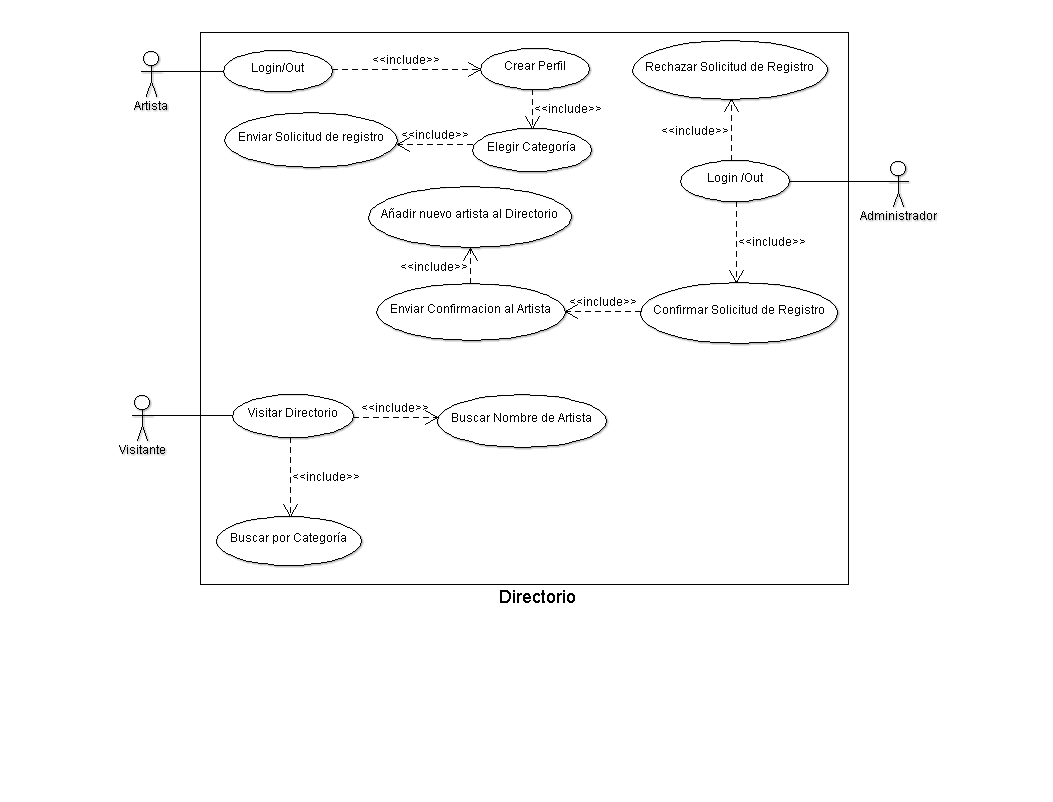 Login/Out
<<include>>
Crear Perfil
Rechazar Solicitud de Registro
Artista
<<include>>
Enviar Solicitud de registro
<<include>>
Elegir Categoría
<<include>>
Login /Out
Administrador
Añadir nuevo artista al Directorio
<<include>>
<<include>>
Enviar Confirmacion al Artista
<<include>>
Confirmar Solicitud de Registro
Visitar Directorio
<<include>>
Buscar Nombre de Artista
Visitante
<<include>>
Buscar por Categoría
Directorio